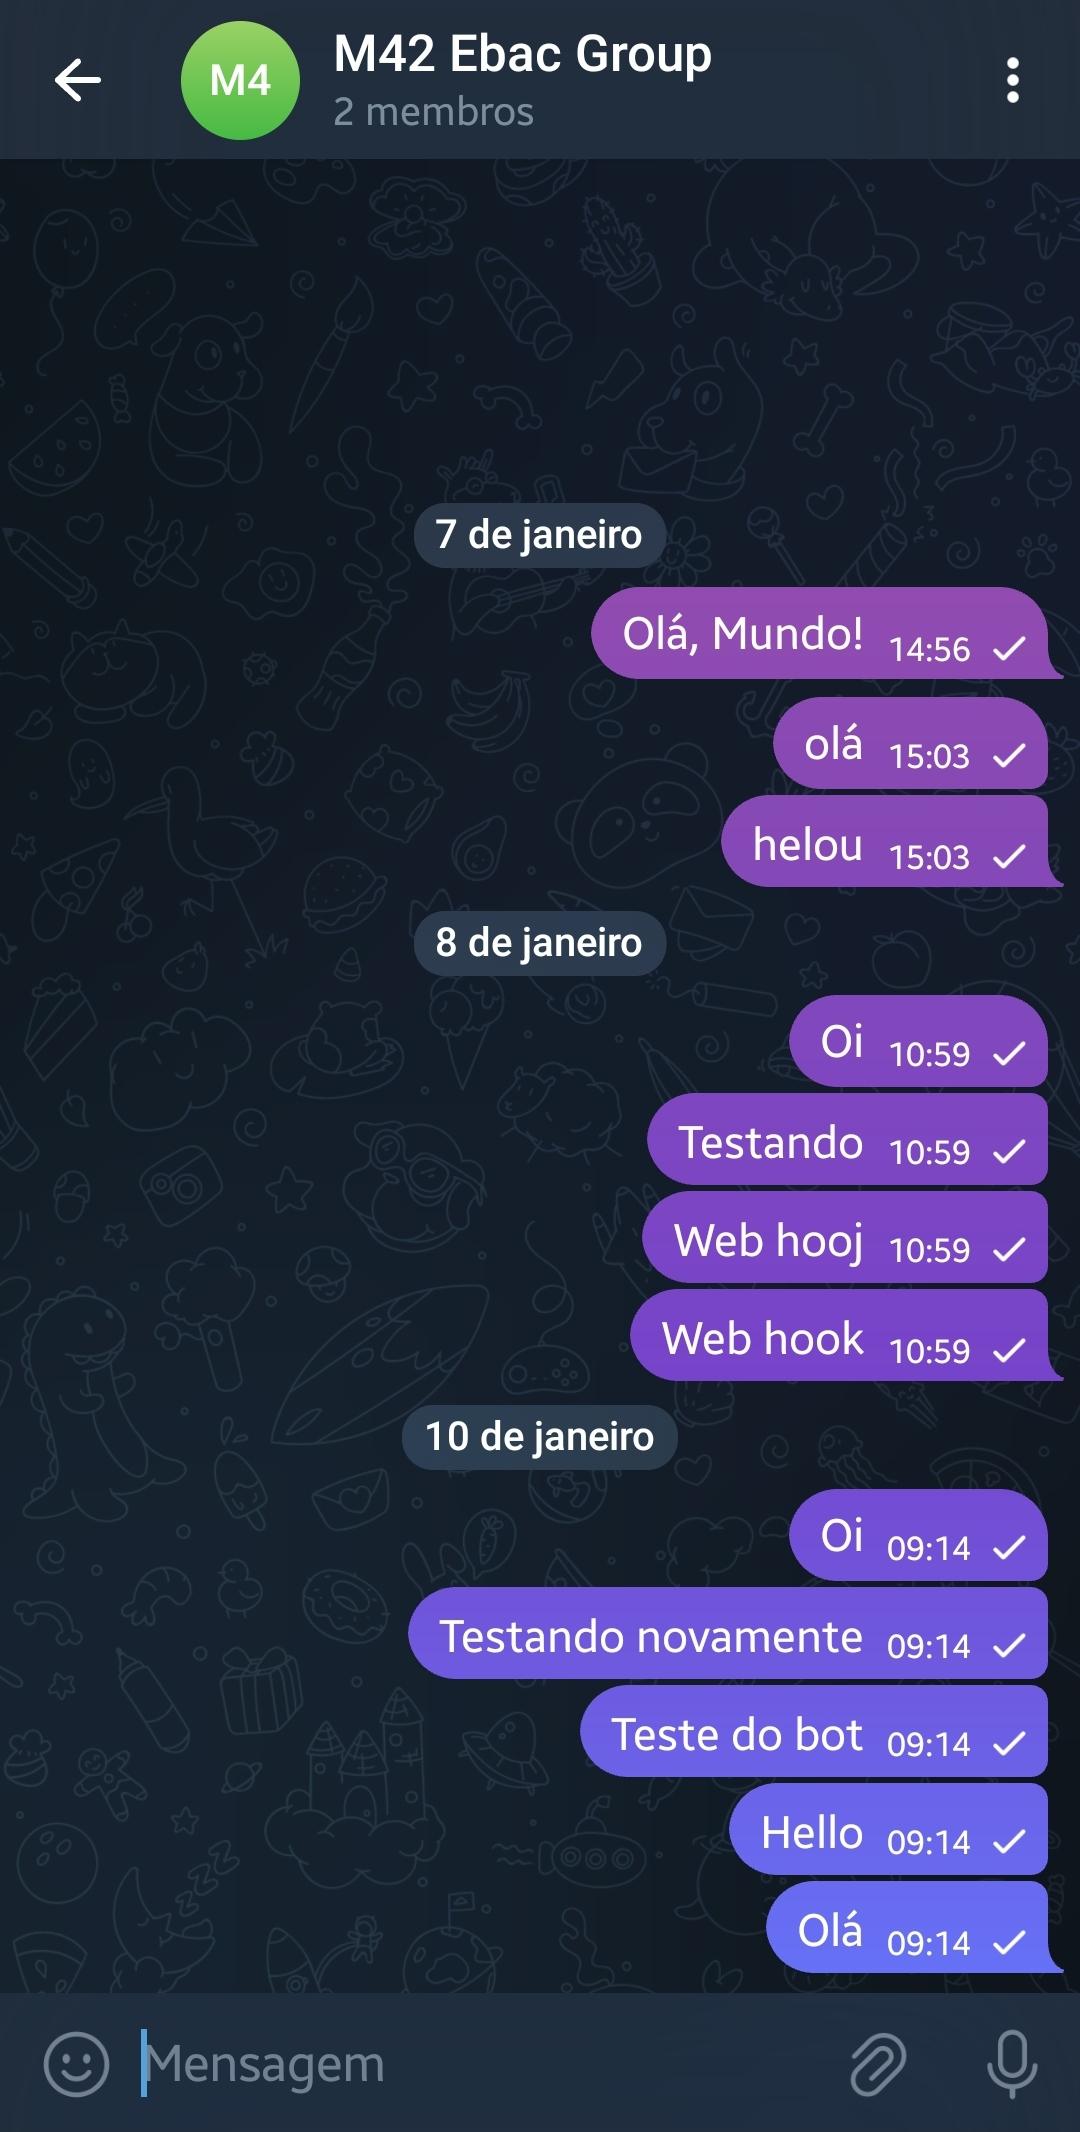 M4
M42 Ebac Group
2 membros
7 de janeiro
Olá, Mundo! 14:56
olá 15:03
helou 15:03
8 de janeiro
Oi 10:59
Testando 10:59
Web hooj 10:59
Web hook 10:59
10 de janeiro
Oi 09:14
Testando novamente 09:14
Teste do bot 09:14
Hello 09:14
Olá 09:14
Mensagem